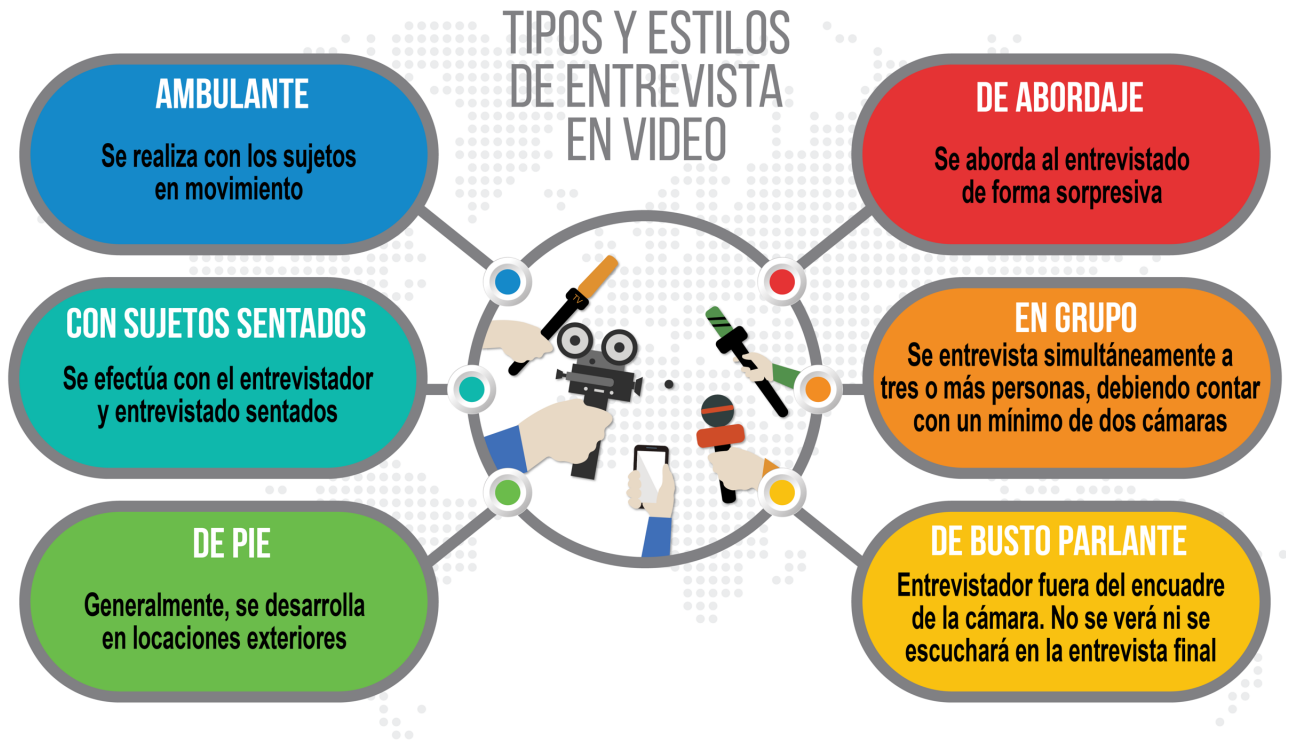 TIPOS Y ESTILOS
DE ENTREVISTA
EN VIDEO
AMBULANTE
Se realiza con los sujetos
en movimiento
CON SUJETOS SENTADOS
Se efectúa con el entrevistador
y entrevistado sentados
DE PIE
Generalmente, se desarrolla
en locaciones exteriores
DE ABORDAJE
Se aborda al entrevistado
de forma sorpresiva
EN GRUPO
Se entrevista simultáneamente a
tres o más personas, debiendo contar
con un mínimo de dos cámaras
DE BUSTO PARLANTE
Entrevistador fuera del encuadre
de la cámara. No se verá ni se
escuchará en la entrevista final
TV